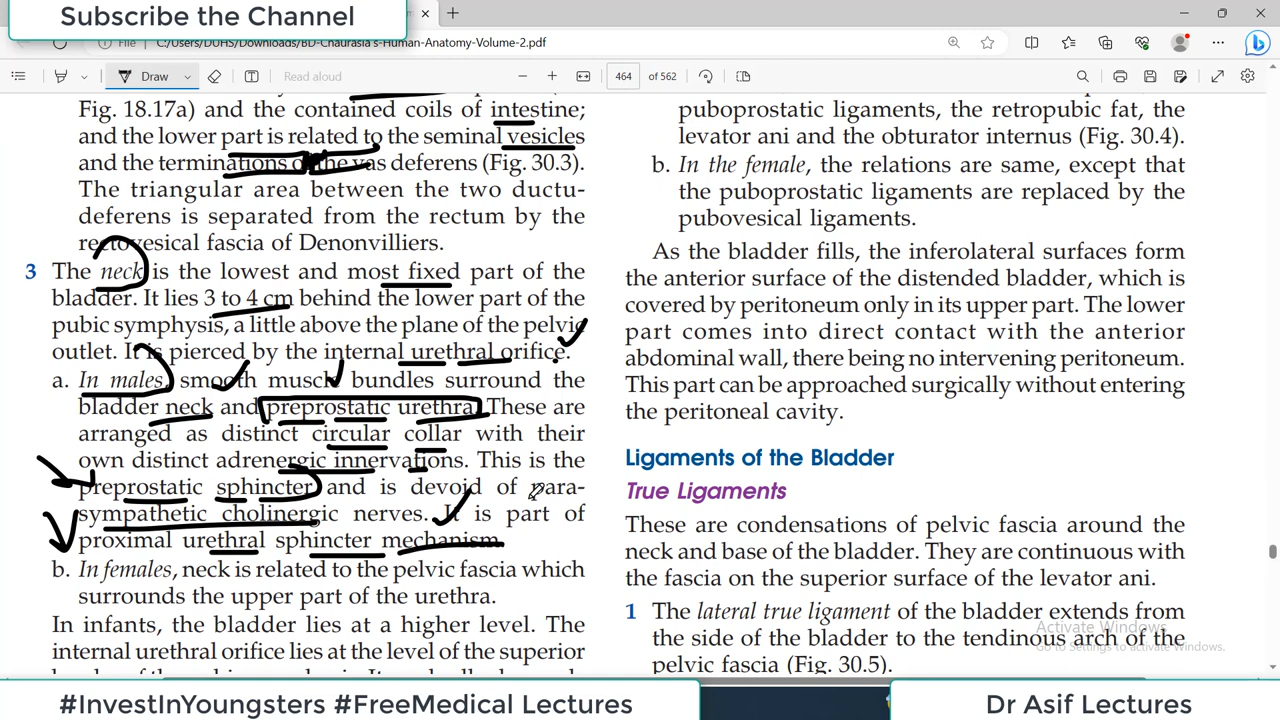 Subscribe the Channel
File
C:/Users/DUHS/Downloads/BD-Chaurasia's-Human-Anatomy-Volume-2.pdf
Draw
Read aloud
464
of 562
Fig. 18.17a) and the contained coils of intestine;
and the lower part is related to the seminal vesicles
and the terminations of the vas deferens (Fig. 30.3).
The triangular area between the two ductu-
deferens is separated from the rectum by the
rectovesical fascia of Denonvilliers.
3 The neck is the lowest and most fixed part of the
bladder. It lies 3 to 4 cm behind the lower part of the
pubic symphysis, a little above the plane of the pelvic
outlet. It is pierced by the internal urethral orifice.
a. In males, smooth muscle bundles surround the
bladder neck and preprostatic urethra. These are
arranged as distinct circular collar with their
own distinct adrenergic innervations. This is the
preprostatic sphincter and is devoid of para-
sympathetic cholinergic nerves. It is part of
proximal urethral sphincter mechanism.
b. In females, neck is related to the pelvic fascia which
surrounds the upper part of the urethra.
In infants, the bladder lies at a higher level. The
internal urethral orifice lies at the level of the superior
puboprostatic ligaments, the retropubic fat, the
levator ani and the obturator internus (Fig. 30.4).
b. In the female, the relations are same, except that
the puboprostatic ligaments are replaced by the
pubovesical ligaments.
As the bladder fills, the inferolateral surfaces form
the anterior surface of the distended bladder, which is
covered by peritoneum only in its upper part. The lower
part comes into direct contact with the anterior
abdominal wall, there being no intervening peritoneum.
This part can be approached surgically without entering
the peritoneal cavity.
Ligaments of the Bladder
True Ligaments
These are condensations of pelvic fascia around the
neck and base of the bladder. They are continuous with
the fascia on the superior surface of the levator ani.
1 The lateral true ligament of the bladder extends from
the side of the bladder to the tendinous arch of the
pelvic fascia (Fig. 30.5).
Activate Windows
Go to Settings to activate Windows.
#InvestInYoungsters #FreeMedical Lectures
Dr Asif Lectures